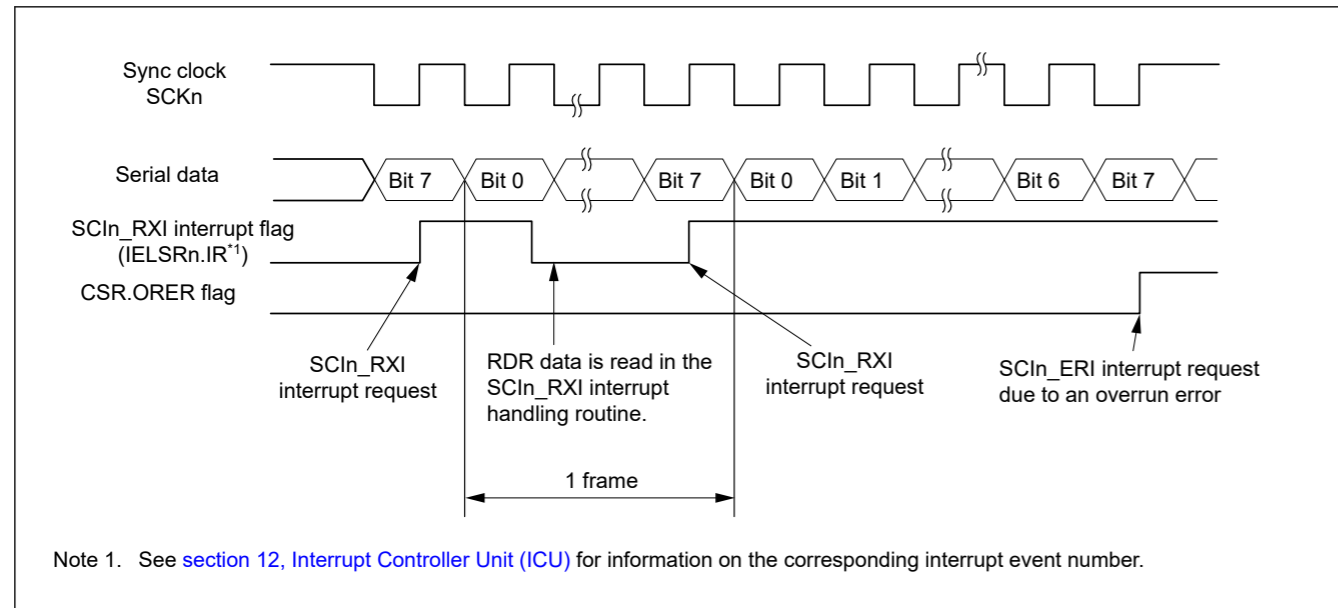 Sync clock
SCKn
Serial data
Bit 7
Bit 0
Bit 7
Bit 0
Bit 1
Bit 6
Bit 7
SCIn_RXI interrupt flag
(IELSRn.IR*1)
CSR.ORER flag
SCIn_RXI
interrupt request
RDR data is read in the
SCIn_RXI interrupt
handling routine.
SCIn_RXI
interrupt request
SCIn_ERI interrupt request
due to an overrun error
1 frame
Note 1. See section 12, Interrupt Controller Unit (ICU) for information on the corresponding interrupt event number.